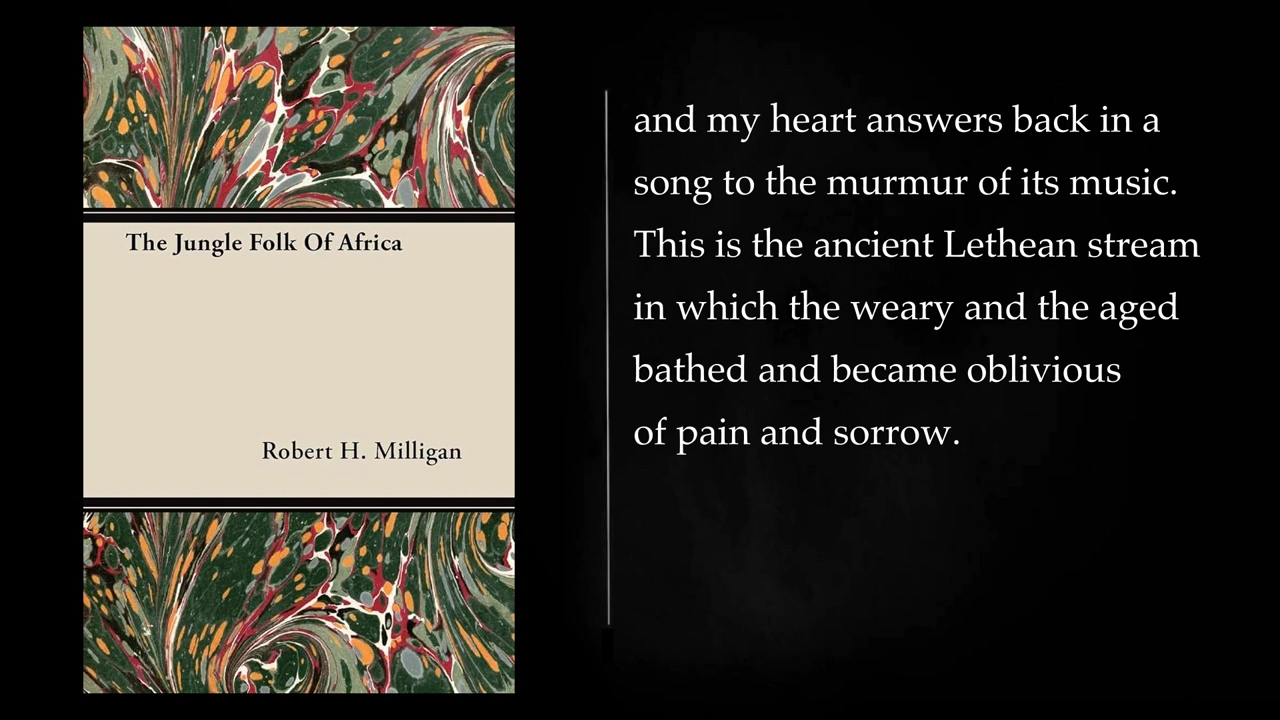 The Jungle Folk Of Africa
Robert H. Milligan
and my heart answers back in a
song to the murmur of its music.
This is the ancient Lethean stream
in which the weary and the aged
bathed and became oblivious
of pain and sorrow.